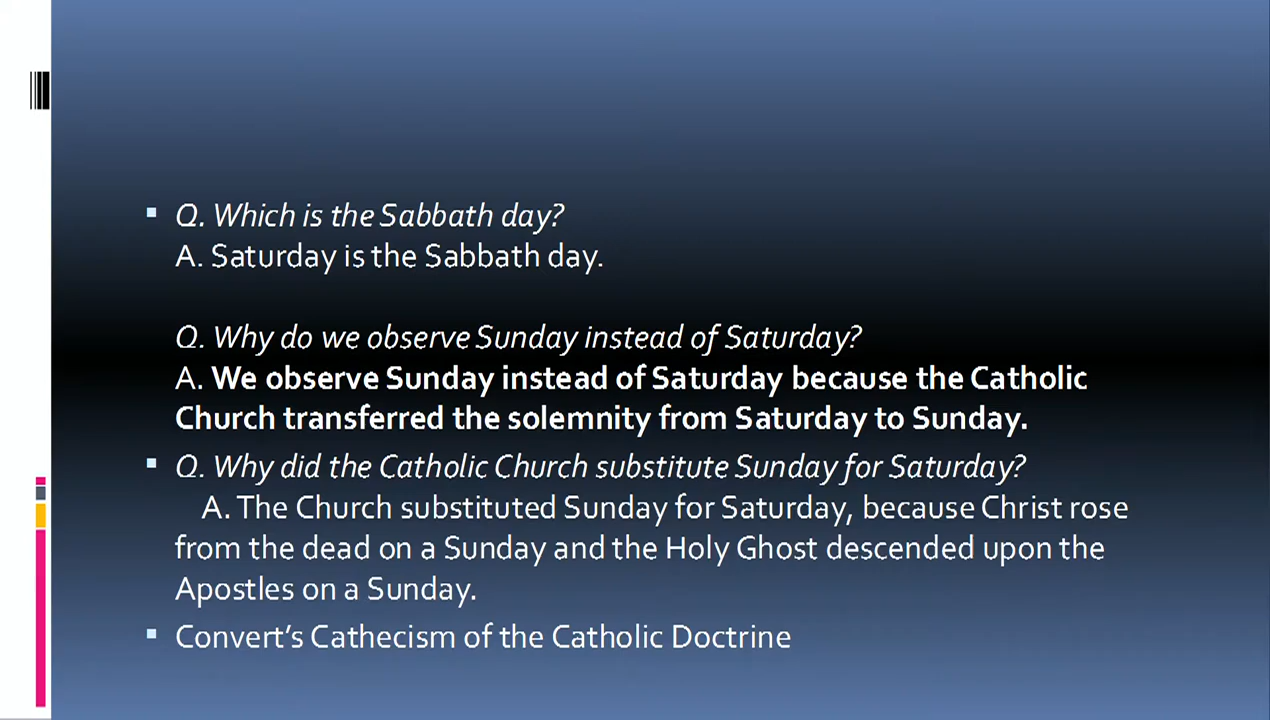 Q. Which is the Sabbath day?
A. Saturday is the Sabbath day.
Q. Why do we observe Sunday instead of Saturday?
A. We observe Sunday instead of Saturday because the Catholic
Church transferred the solemnity from Saturday to Sunday.
Q. Why did the Catholic Church substitute Sunday for Saturday?
A. The Church substituted Sunday for Saturday, because Christ rose
from the dead on a Sunday and the Holy Ghost descended upon the
Apostles on a Sunday.
Convert's Cathecism of the Catholic Doctrine